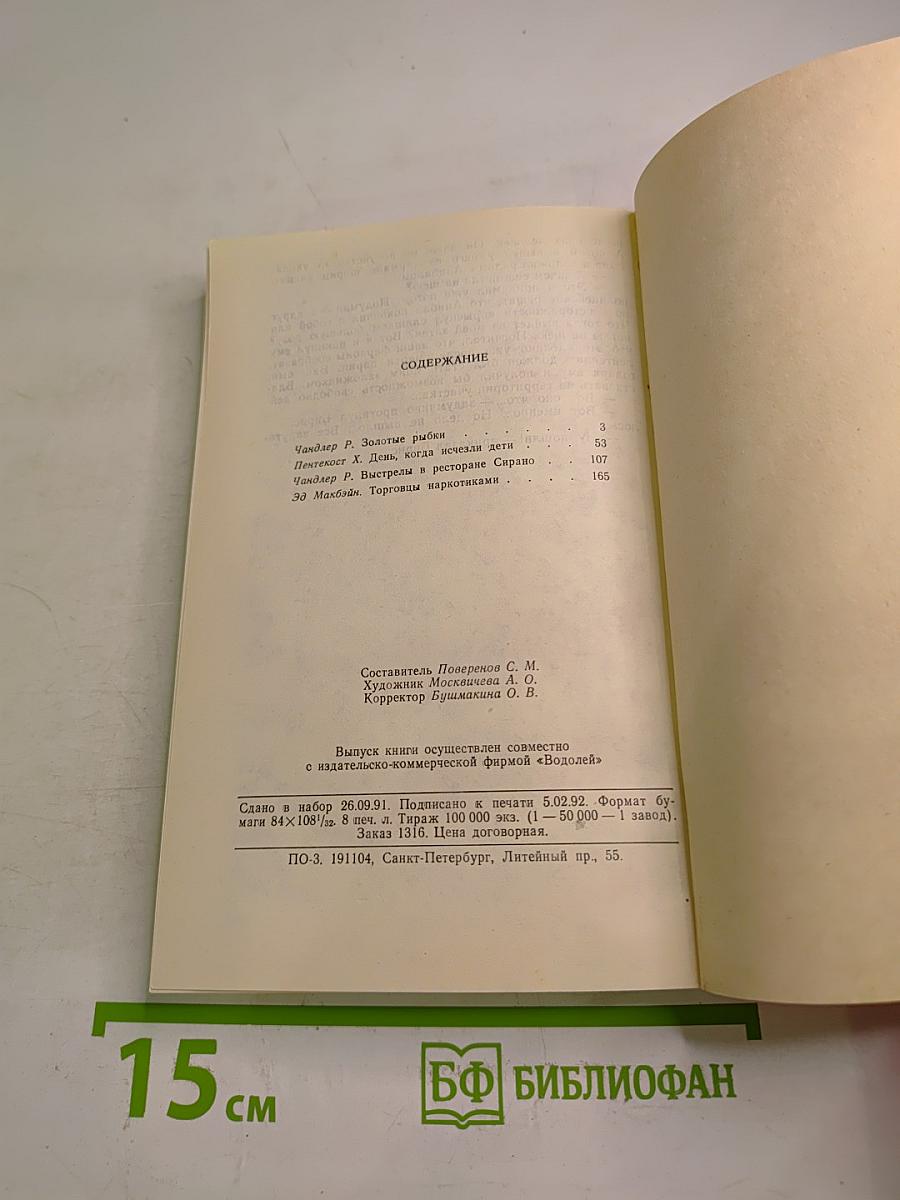 СОДЕРЖАНИЕ
Чандлер Р. Золотые рыбки . . . . . . 3
Пентекост Х. День, когда исчезли дети . . . 53
Чандлер Р. Выстрелы в ресторане Сирано . . 107
Эд Макбэйн. Торговцы наркотиками . . . . 165
Составитель Поверенов С. М.
Художник Москвичева А. О.
Корректор Бушмакина О. В.
Выпуск книги осуществлен совместно
с издательско-коммерческой фирмой «Водолей»
Сдано в набор 26.09.91. Подписано к печати 5.02.92. Формат бу-
маги 84×108¹/₃₂. 8 печ. л. Тираж 100 000 экз. (1 — 50 000 — 1 завод).
Заказ 1316. Цена договорная.
ПО-3, 191104, Санкт-Петербург, Литейный пр., 55.
15 см
БФ БИБЛИОФАН